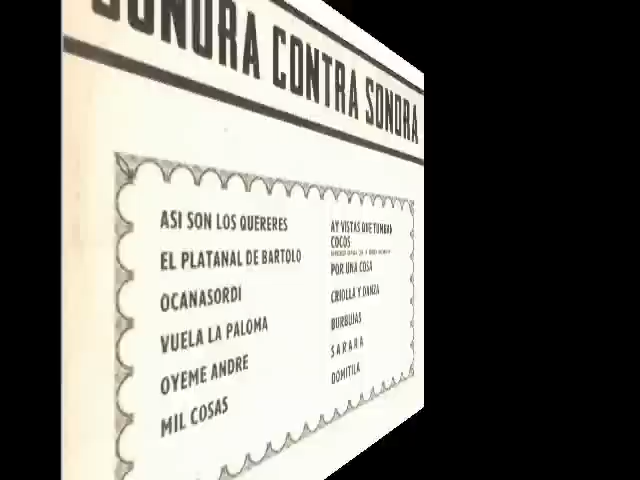 SONORA CONTRA SONORA
ASI SON LOS QUERERES
EL PLATANAL DE BARTOLO
OCANASORDI
VUELA LA PALOMA
OYEME ANDRE
MIL COSAS
AY VISTAS QUE TUMBAN
COCOS
POR UNA COSA
CRIOLLA Y DANZA
BURBUJAS
SARARA
DOMITILA